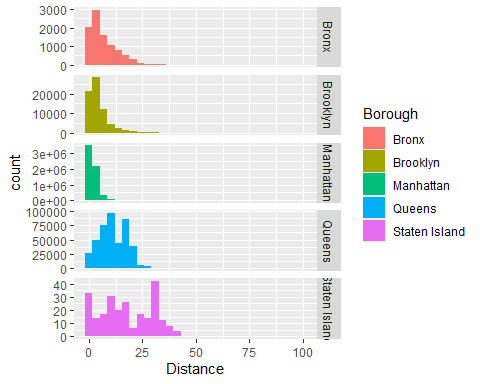 3000
2000
1000
0
Bronx
20000
10000
0
Brooklyn
3e+06
2e+06
1e+06
0e+00
Manhattan
100000
75000
50000
25000
0
Queens
40
30
20
10
0
Staten Island
count
0
25
50
75
100
Distance
Borough
Bronx
Brooklyn
Manhattan
Queens
Staten Island